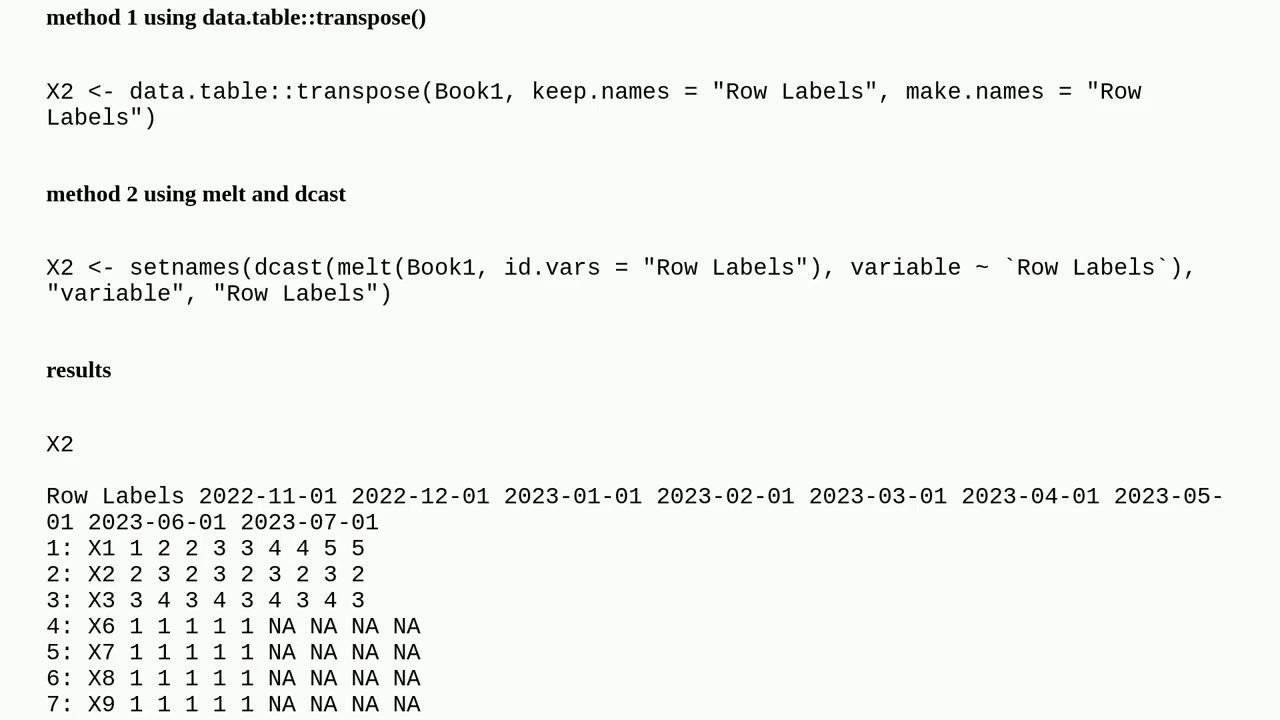 method 1 using data.table::transpose()
X2 <- data.table::transpose(Book1, keep.names = "Row Labels", make.names = "Row
Labels")
method 2 using melt and dcast
X2 <- setnames(dcast(melt(Book1, id.vars = "Row Labels"), variable ~ `Row Labels`),
"variable", "Row Labels")
results
X2
Row Labels 2022-11-01 2022-12-01 2023-01-01 2023-02-01 2023-03-01 2023-04-01 2023-05-
01 2023-06-01 2023-07-01
1: X1 1 2 2 3 3 4 4 5 5
2: X2 2 3 2 3 2 3 2 3 2
3: X3 3 4 3 4 3 4 3 4 3
4: X6 1 1 1 1 1 NA NA NA NA
5: X7 1 1 1 1 1 NA NA NA NA
6: X8 1 1 1 1 1 NA NA NA NA
7: X9 1 1 1 1 1 NA NA NA NA